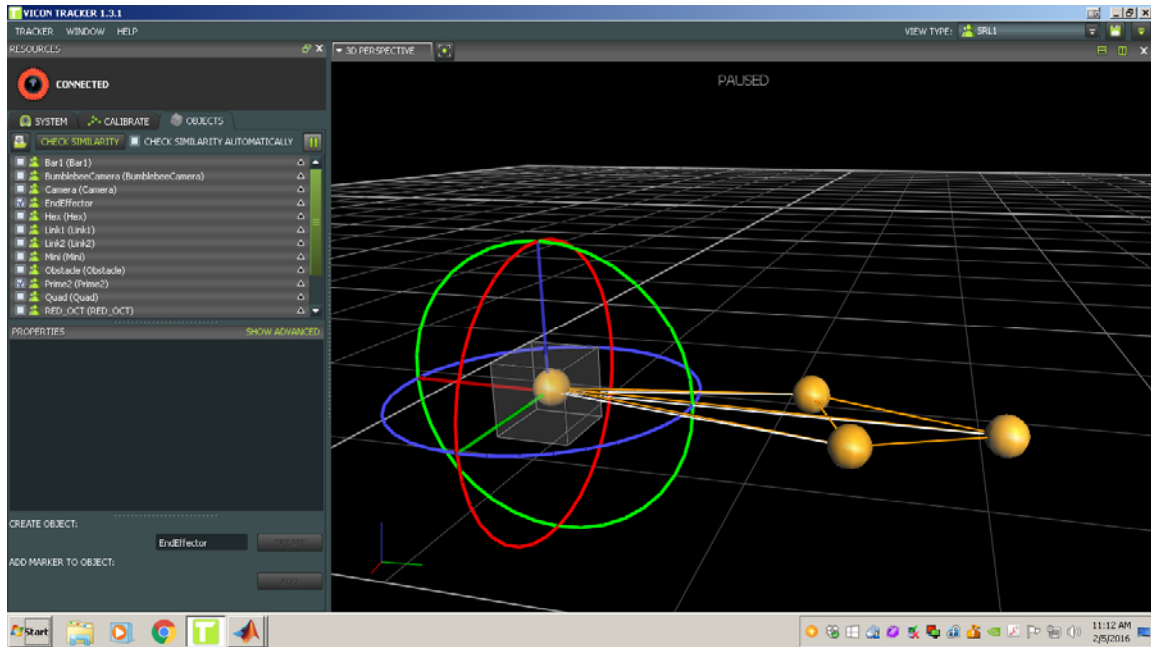 VICON TRACKER 1.3.1
TRACKER WINDOW HELP
VIEW TYPE: SRL1
RESOURCES
3D PERSPECTIVE
CONNECTED
PAUSED
SYSTEM CALIBRATE OBJECTS
CHECK SIMILARITY CHECK SIMILARITY AUTOMATICALLY
Bar1 (Bar1)
BumblebeeCamera (BumblebeeCamera)
Camera (Camera)
EndEffector
Hex (Hex)
Link1 (Link1)
Link2 (Link2)
Mini (Mini)
Obstacle (Obstacle)
Prime2 (Prime2)
Quad (Quad)
RED_OCT (RED_OCT)
PROPERTIES SHOW ADVANCED
CREATE OBJECT:
EndEffector CREATE
ADD MARKER TO OBJECT:
ADD
Start
11:12 AM
2/5/2016